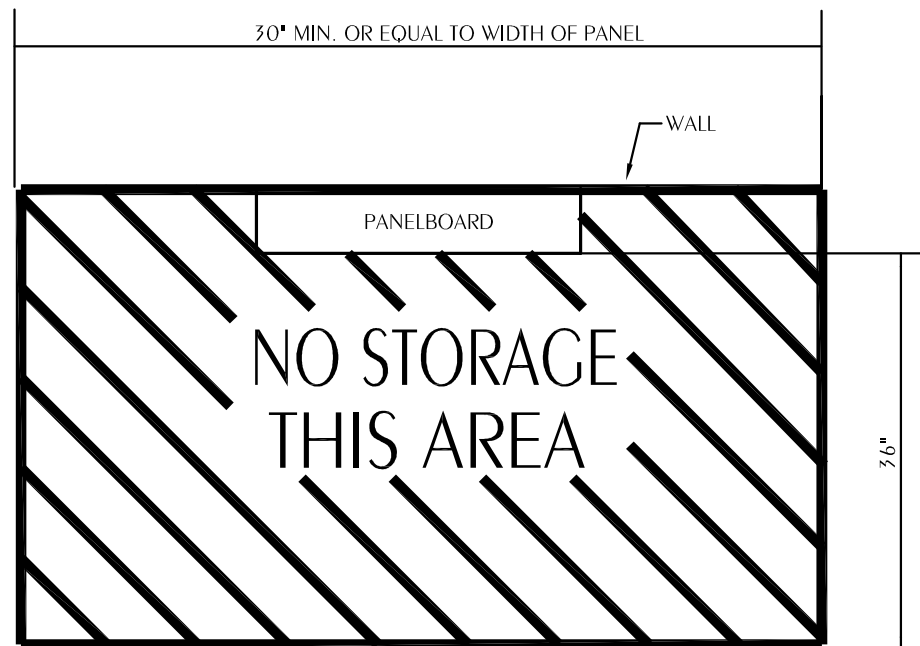 30" MIN. OR EQUAL TO WIDTH OF PANEL
WALL
PANELBOARD
NO STORAGE
THIS AREA
36"